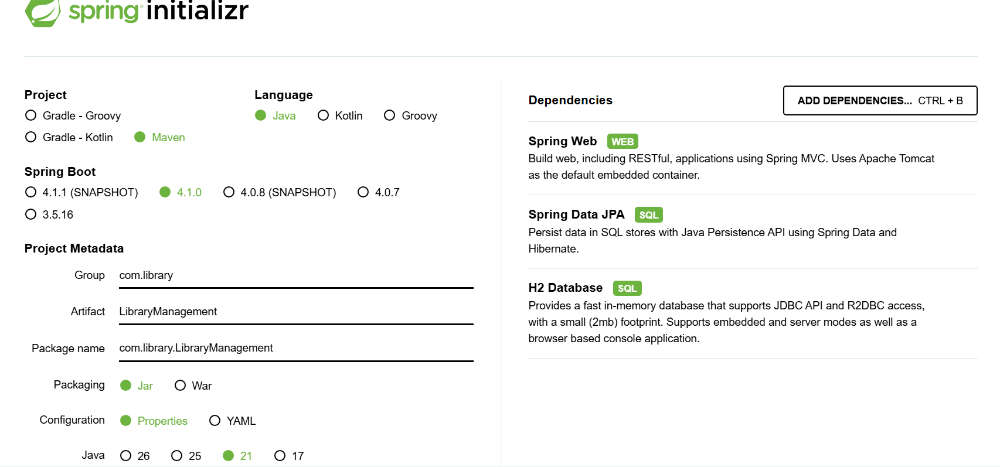 spring initializr
Project
Gradle - Groovy
Gradle - Kotlin Maven
Language
Java Kotlin Groovy
Spring Boot
4.1.1 (SNAPSHOT) 4.1.0 4.0.8 (SNAPSHOT) 4.0.7
3.5.16
Project Metadata
Group com.library
Artifact LibraryManagement
Package name com.library.LibraryManagement
Packaging Jar War
Configuration Properties YAML
Java 26 25 21 17
Dependencies
ADD DEPENDENCIES... CTRL + B
Spring Web WEB
Build web, including RESTful, applications using Spring MVC. Uses Apache Tomcat
as the default embedded container.
Spring Data JPA SQL
Persist data in SQL stores with Java Persistence API using Spring Data and
Hibernate.
H2 Database SQL
Provides a fast in-memory database that supports JDBC API and R2DBC access,
with a small (2mb) footprint. Supports embedded and server modes as well as a
browser based console application.